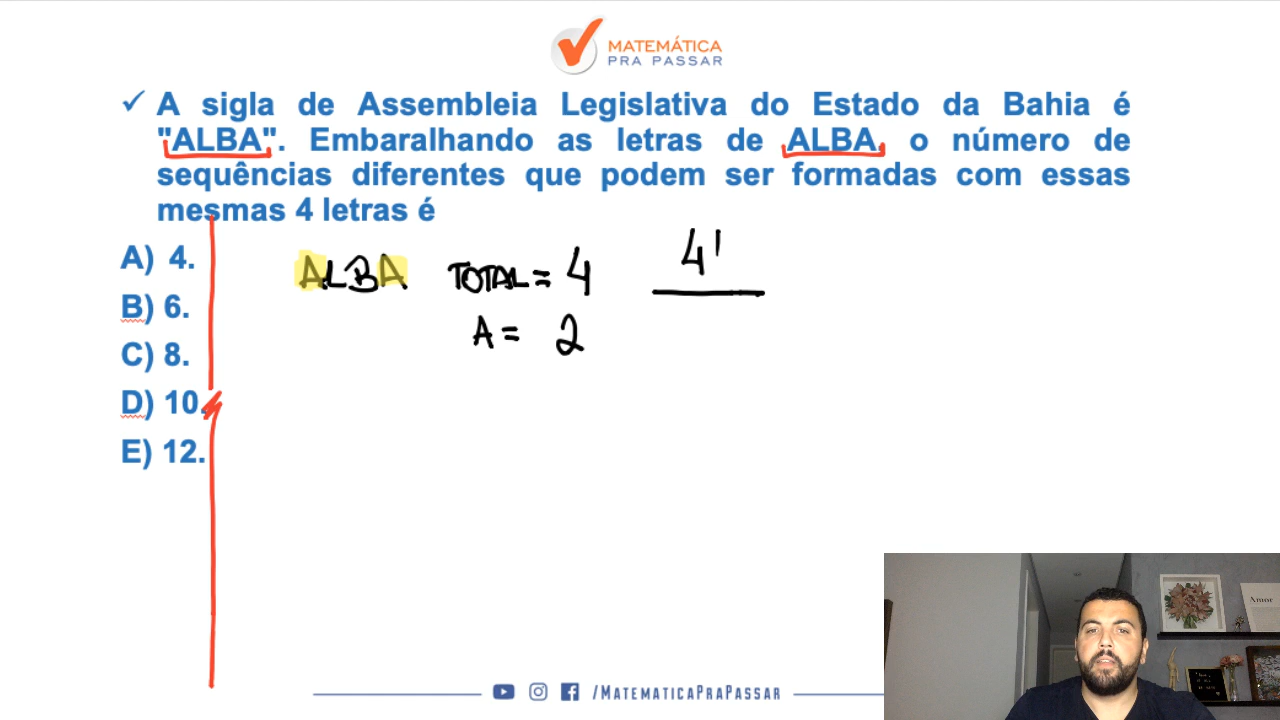 MATEMÁTICA
PRA PASSAR
✓ A sigla de Assembleia Legislativa do Estado da Bahia é
"ALBA". Embaralhando as letras de ALBA, o número de
sequências diferentes que podem ser formadas com essas
mesmas 4 letras é
A) 4.
B) 6.
C) 8.
D) 10.
E) 12.
ALBA TOTAL = 4 4!
A = 2
Amor
/MATEMATICAPRAPASSAR